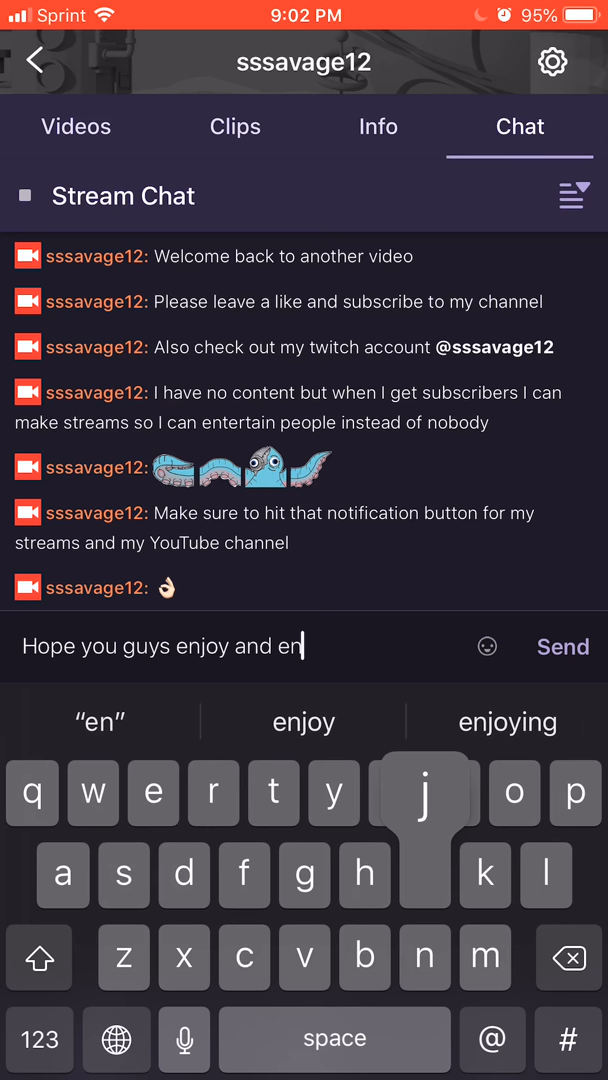 Sprint 9:02 PM 95%
sssavage12
Videos Clips Info Chat
Stream Chat
sssavage12: Welcome back to another video
sssavage12: Please leave a like and subscribe to my channel
sssavage12: Also check out my twitch account @sssavage12
sssavage12: I have no content but when I get subscribers I can
make streams so I can entertain people instead of nobody
sssavage12:
sssavage12: Make sure to hit that notification button for my
streams and my YouTube channel
sssavage12: 👌🏻
Hope you guys enjoy and en Send
“en” enjoy enjoying
q w e r t y j o p
a s d f g h k l
z x c v b n m
123 space @ #